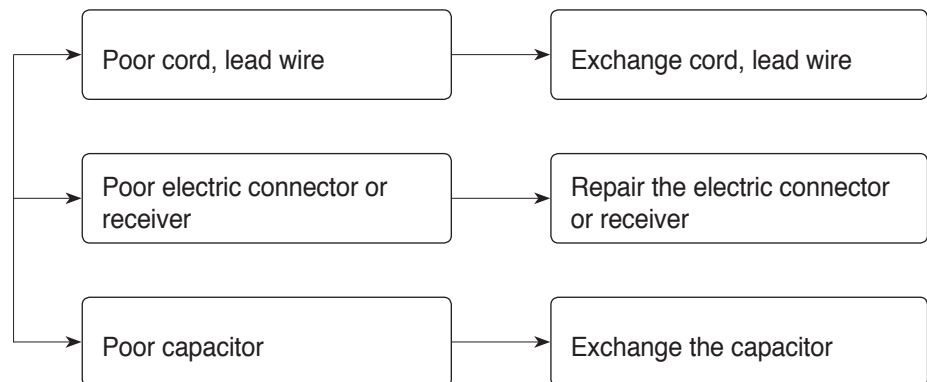 Poor cord, lead wire
Exchange cord, lead wire
Poor electric connector or
receiver
Repair the electric connector
or receiver
Poor capacitor
Exchange the capacitor